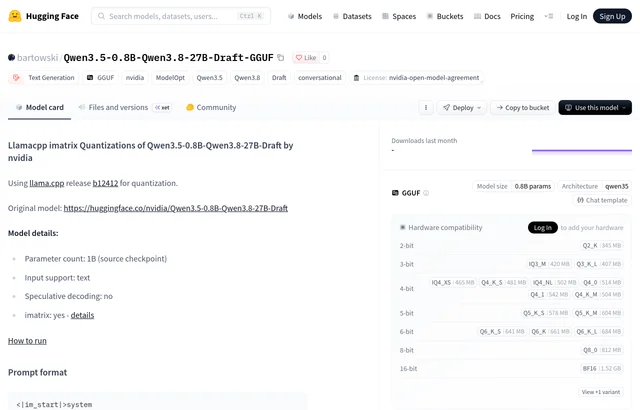 Hugging Face
Search models, datasets, users...
Ctrl K
Models
Datasets
Spaces
Buckets
Docs
Pricing
Log In
Sign Up
bartowski/Qwen3.5-0.8B-Qwen3.8-27B-Draft-GGUF
Like 0
Text Generation
GGUF
nvidia
ModelOpt
Qwen3.5
Qwen3.8
Draft
conversational
License: nvidia-open-model-agreement
Model card
Files and versions
xet
Community
Deploy
Copy to bucket
Use this model
Llamacpp imatrix Quantizations of Qwen3.5-0.8B-Qwen3.8-27B-Draft by
nvidia
Using llama.cpp release b12412 for quantization.
Original model: https://huggingface.co/nvidia/Qwen3.5-0.8B-Qwen3.8-27B-Draft
Model details:
Parameter count: 1B (source checkpoint)
Input support: text
Speculative decoding: no
imatrix: yes - details
How to run
Prompt format
<|im_start|>system
Downloads last month
-
GGUF
Model size 0.8B params
Architecture qwen35
Chat template
Hardware compatibility
Log In to add your hardware
2-bit
Q2_K 345 MB
3-bit
IQ3_M 420 MB
Q3_K_L 407 MB
4-bit
IQ4_XS 465 MB
Q4_K_S 481 MB
IQ4_NL 502 MB
Q4_0 514 MB
Q4_1 542 MB
Q4_K_M 504 MB
5-bit
Q5_K_S 578 MB
Q5_K_M 604 MB
6-bit
Q6_K_S 641 MB
Q6_K 661 MB
Q6_K_L 684 MB
8-bit
Q8_0 812 MB
16-bit
BF16 1.52 GB
View +1 variant